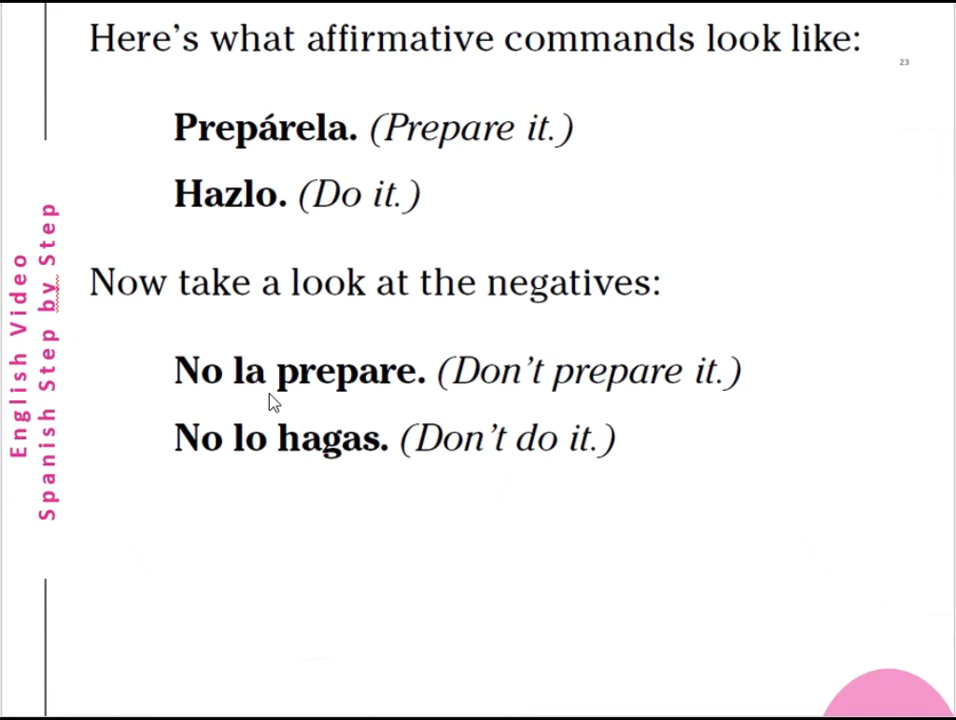 Here's what affirmative commands look like:
23
Prepárela. (Prepare it.)
Hazlo. (Do it.)
Now take a look at the negatives:
No la prepare. (Don't prepare it.)
No lo hagas. (Don't do it.)
English Video
Spanish Step by Step